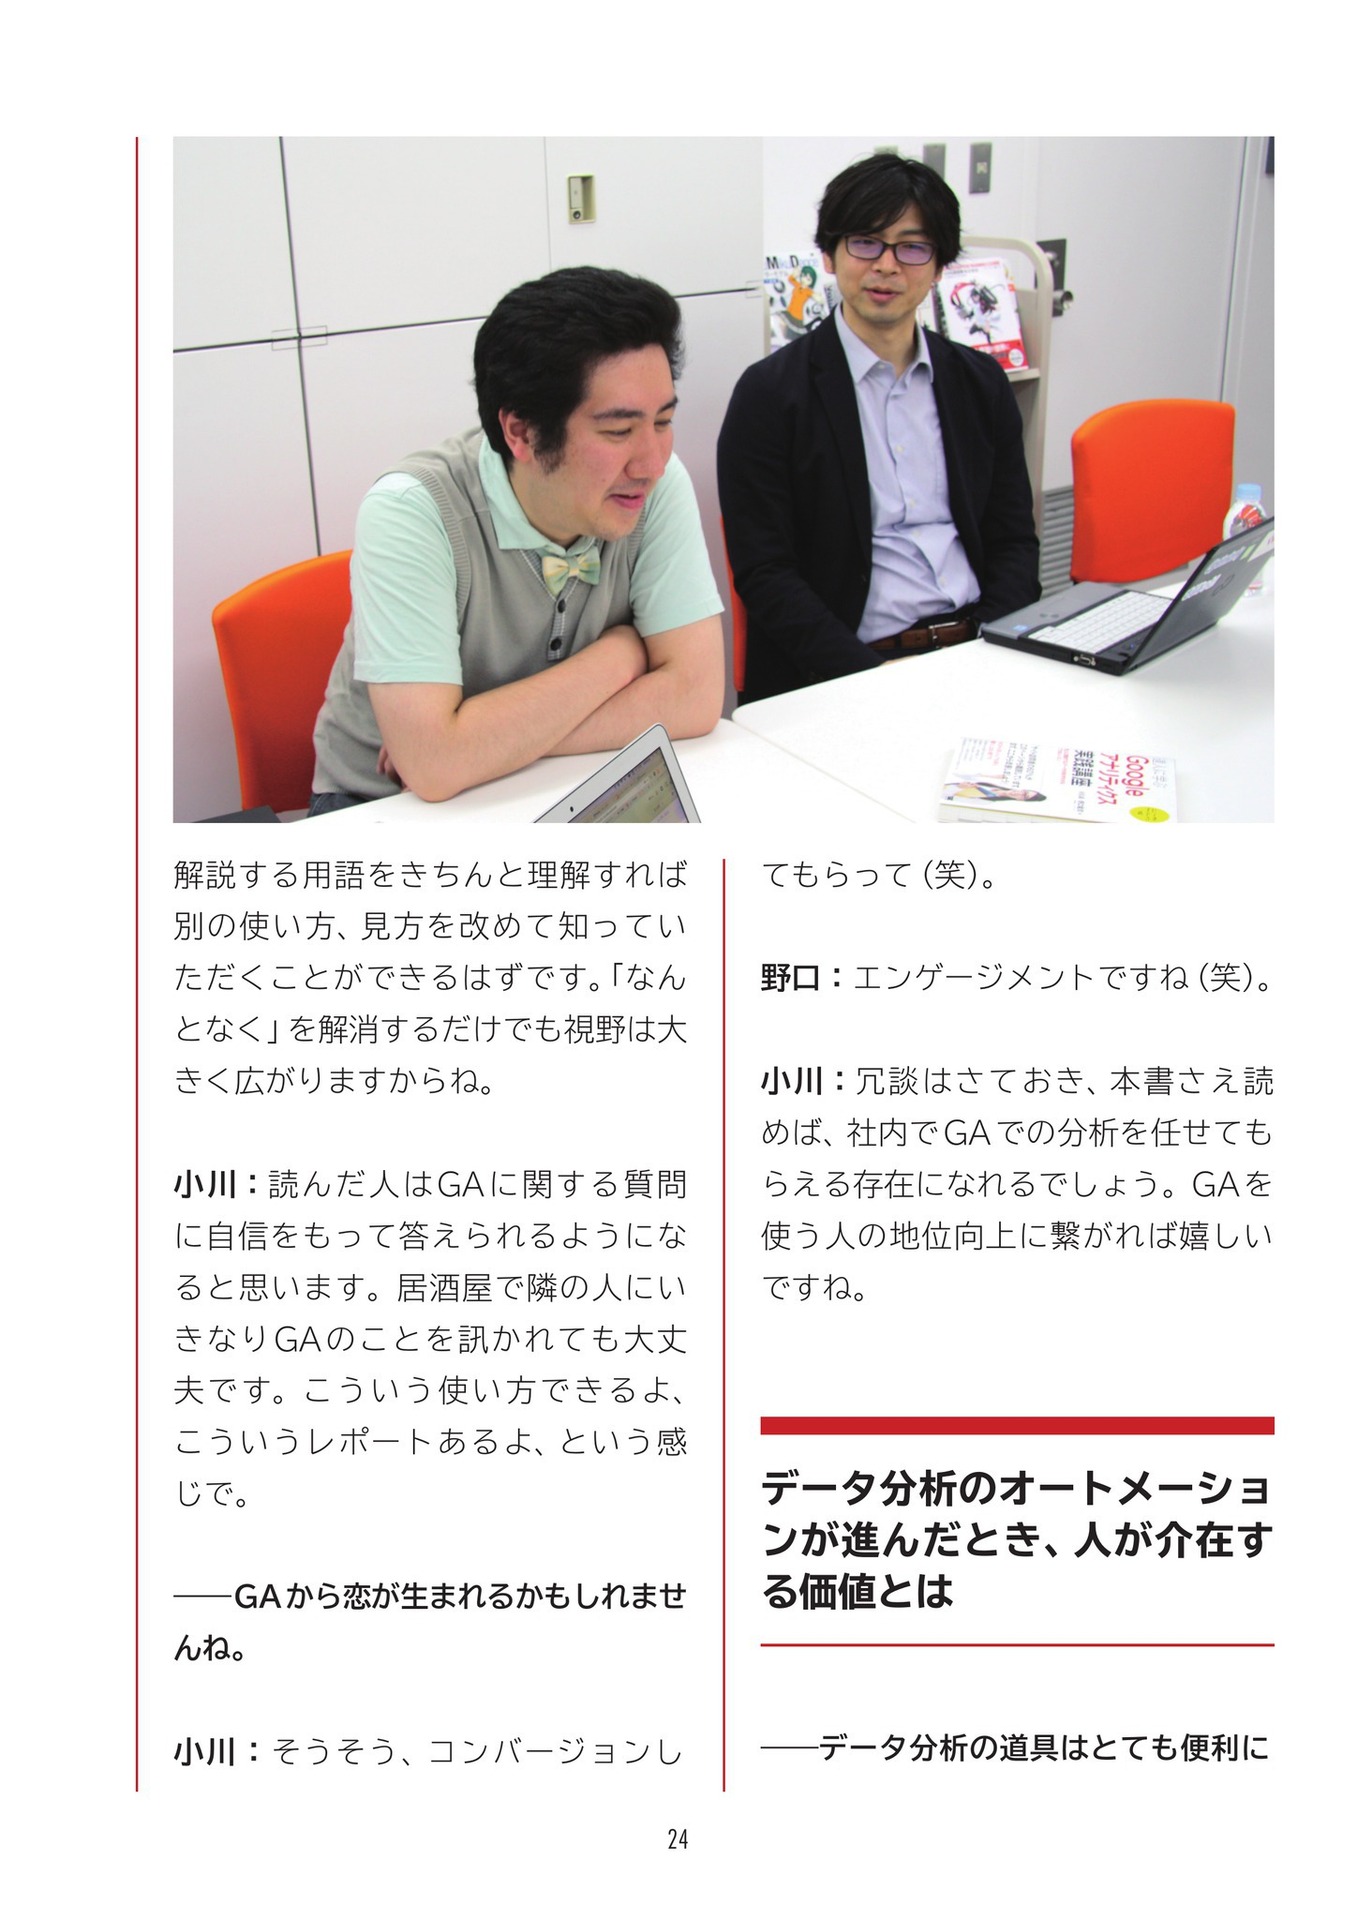 Google
アナリティクス
実践講座
解説する用語をきちんと理解すれば
別の使い方、見方を改めて知ってい
ただくことができるはずです。「なん
となく」を解消するだけでも視野は大
きく広がりますからね。
小川：読んだ人はGAに関する質問
に自信をもって答えられるようにな
ると思います。居酒屋で隣の人にい
きなりGAのことを訊かれても大丈
夫です。こういう使い方できるよ、
こういうレポートあるよ、という感
じで。
――GAから恋が生まれるかもしれませ
んね。
小川：そうそう、コンバージョンし
てもらって（笑）。
野口：エンゲージメントですね（笑）。
小川：冗談はさておき、本書さえ読
めば、社内でGAでの分析を任せても
らえる存在になれるでしょう。GAを
使う人の地位向上に繋がれば嬉しい
ですね。
データ分析のオートメーショ
ンが進んだとき、人が介在す
る価値とは
――データ分析の道具はとても便利に
24